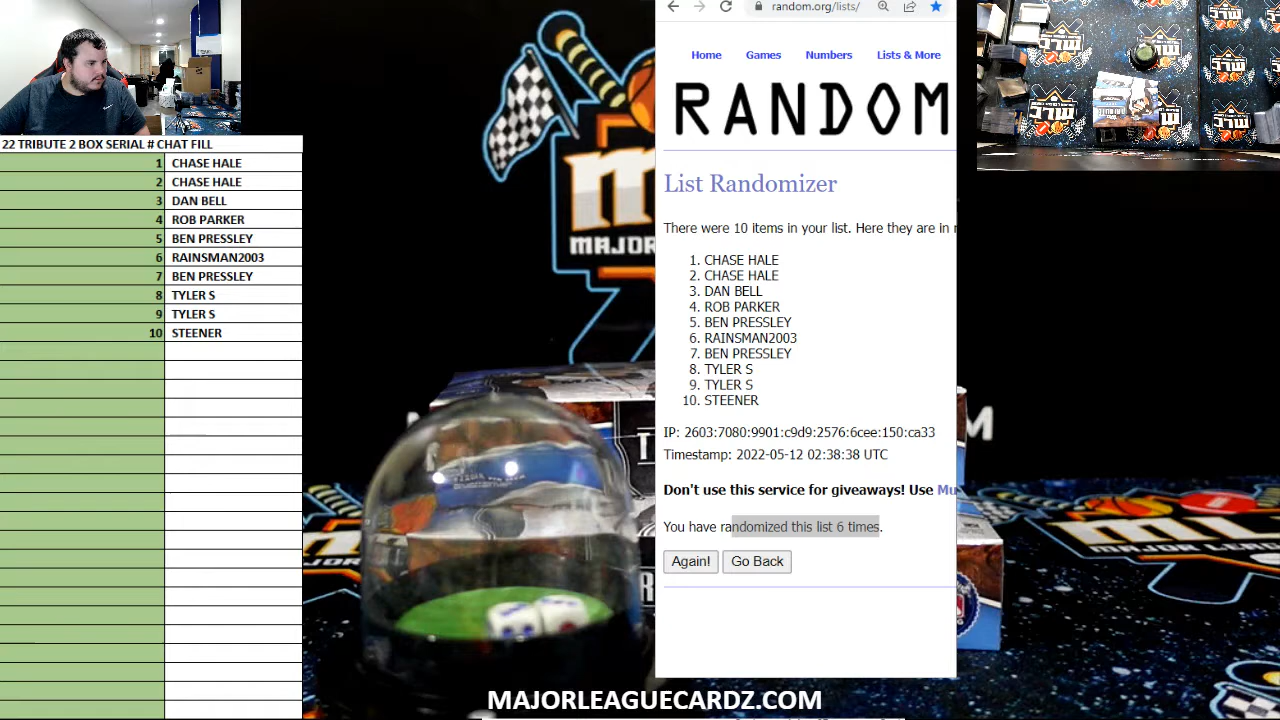 22 TRIBUTE 2 BOX SERIAL # CHAT FILL
1 CHASE HALE
2 CHASE HALE
3 DAN BELL
4 ROB PARKER
5 BEN PRESSLEY
6 RAINSMAN2003
7 BEN PRESSLEY
8 TYLER S
9 TYLER S
10 STEENER
MAJOR
random.org/lists/
Home Games Numbers Lists & More
RANDOM
List Randomizer
There were 10 items in your list. Here they are in
1. CHASE HALE
2. CHASE HALE
3. DAN BELL
4. ROB PARKER
5. BEN PRESSLEY
6. RAINSMAN2003
7. BEN PRESSLEY
8. TYLER S
9. TYLER S
10. STEENER
IP: 2603:7080:9901:c9d9:2576:6cee:150:ca33
Timestamp: 2022-05-12 02:38:38 UTC
Don't use this service for giveaways! Use Mu
You have randomized this list 6 times.
Again! Go Back
MAJORLEAGUECARDZ.COM